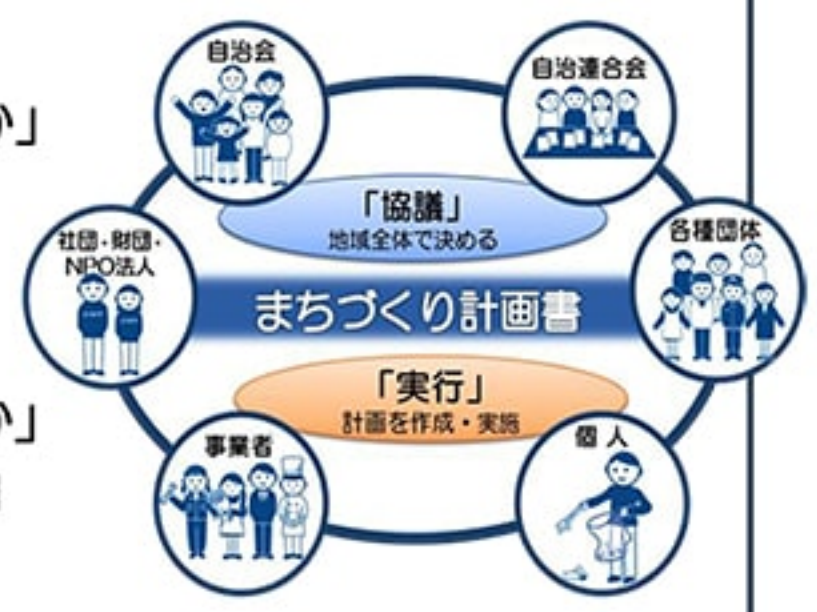 自治会
自治連合会
か」
「協議」
地域全体で決める
社団・財団・
NPO法人
各種団体
まちづくり計画書
「実行」
計画を作成・実施
か」
事業者
個人